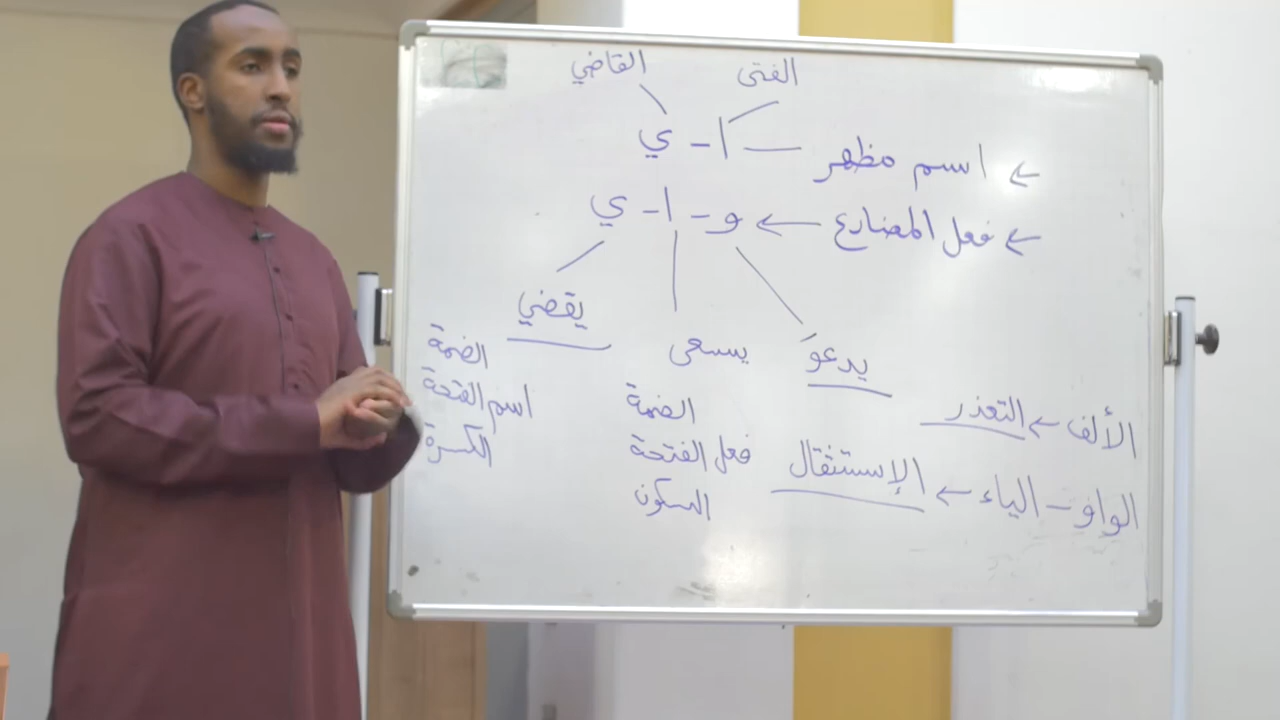 الفتى القاضي
← اسم مظهر — ا - ي
← فعل المضارع ← و - ا - ي
يدعو يسعى يقضي
الألف ← التعذر
الواو - الياء ← الإستثقال
الضمة
فعل الفتحة
السكون
الضمة
اسم الفتحة
الكسرة